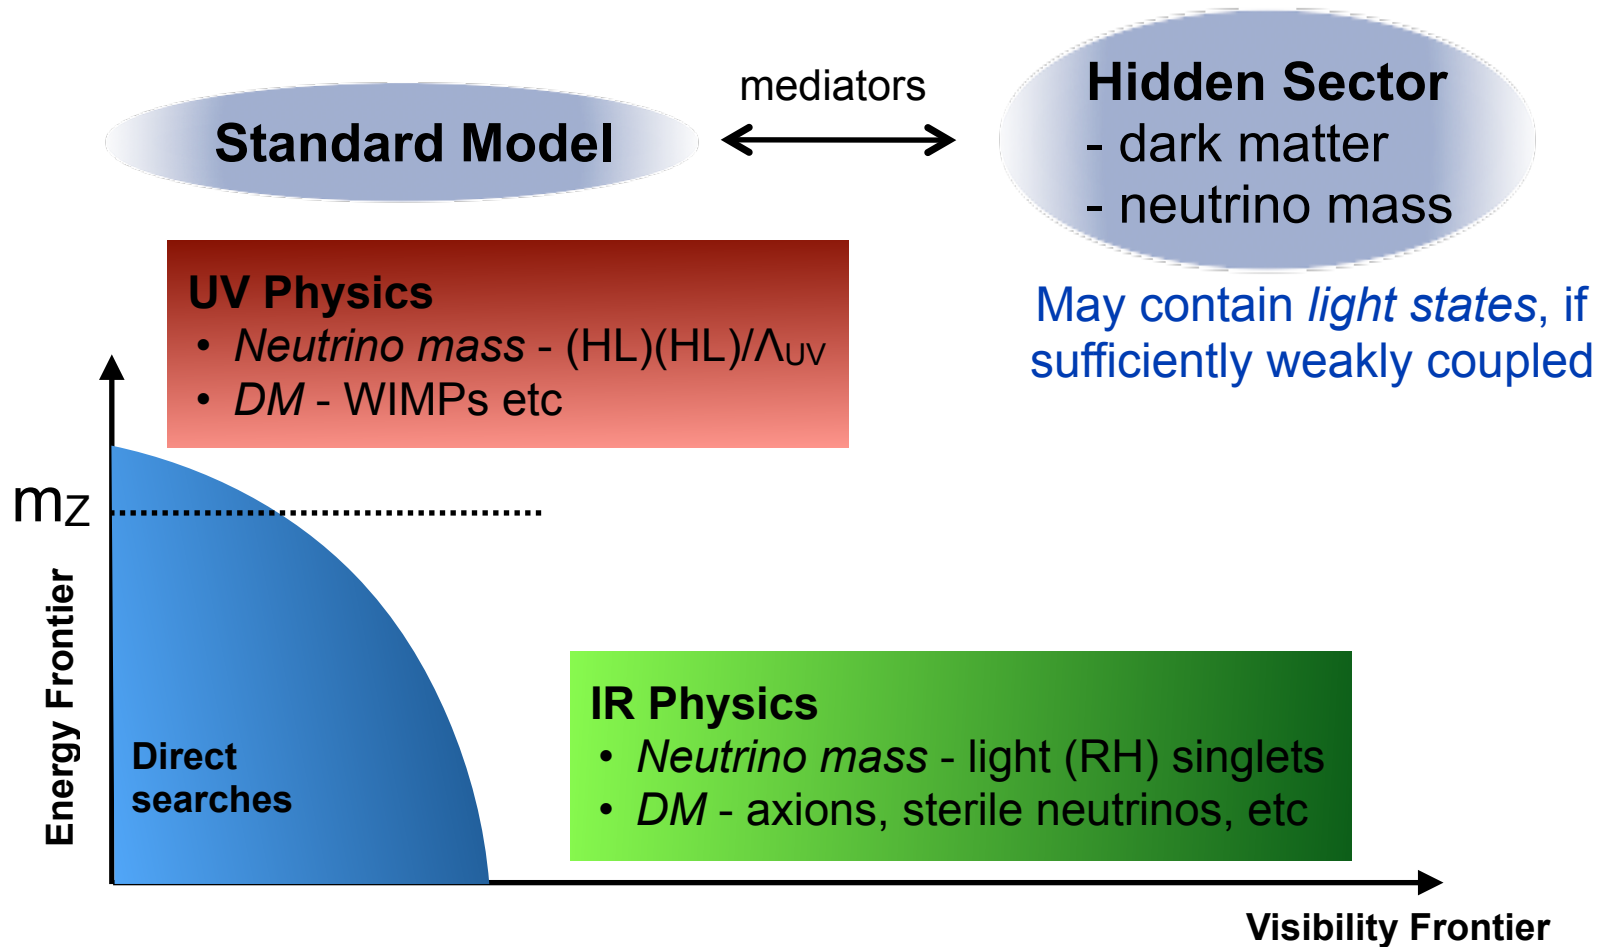 Standard Model
mediators
Hidden Sector
- dark matter
- neutrino mass
May contain light states, if
sufficiently weakly coupled
UV Physics
• Neutrino mass - (HL)(HL)/ΛUV
• DM - WIMPs etc
mZ
Energy Frontier
Direct
searches
IR Physics
• Neutrino mass - light (RH) singlets
• DM - axions, sterile neutrinos, etc
Visibility Frontier